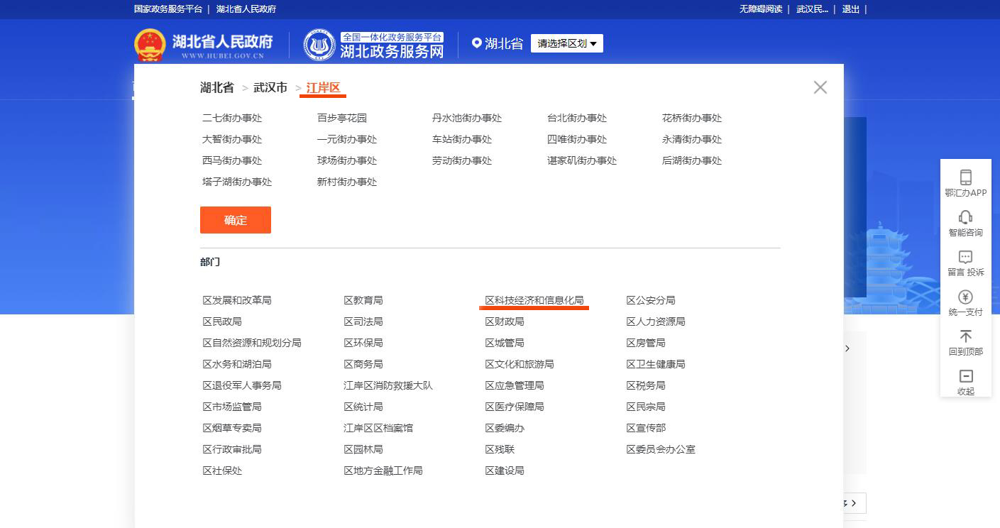 国家政务服务平台 | 湖北省人民政府
无障碍阅读 | 武汉民... | 退出 |
湖北省人民政府
WWW.HUBEI.GOV.CN
全国一体化政务服务平台
湖北政务服务网
湖北省 请选择区划
湖北省 > 武汉市 > 江岸区
二七街办事处 百步亭花园 丹水池街办事处 台北街办事处 花桥街办事处
大智街办事处 一元街办事处 车站街办事处 四唯街办事处 永清街办事处
西马街办事处 球场街办事处 劳动街办事处 谌家矶街办事处 后湖街办事处
塔子湖街办事处 新村街办事处
确定
部门
区发展和改革局 区教育局 区科技经济和信息化局 区公安分局
区民政局 区司法局 区财政局 区人力资源局
区自然资源和规划分局 区环保局 区城管局 区房管局
区水务和湖泊局 区商务局 区文化和旅游局 区卫生健康局
区退役军人事务局 江岸区消防救援大队 区应急管理局 区税务局
区市场监管局 区统计局 区医疗保障局 区民宗局
区烟草专卖局 江岸区区档案馆 区委编办 区宣传部
区行政审批局 区园林局 区残联 区委员会办公室
区社保处 区地方金融工作局 区建设局
鄂汇办APP
智能咨询
留言 投诉
统一支付
回到顶部
收起